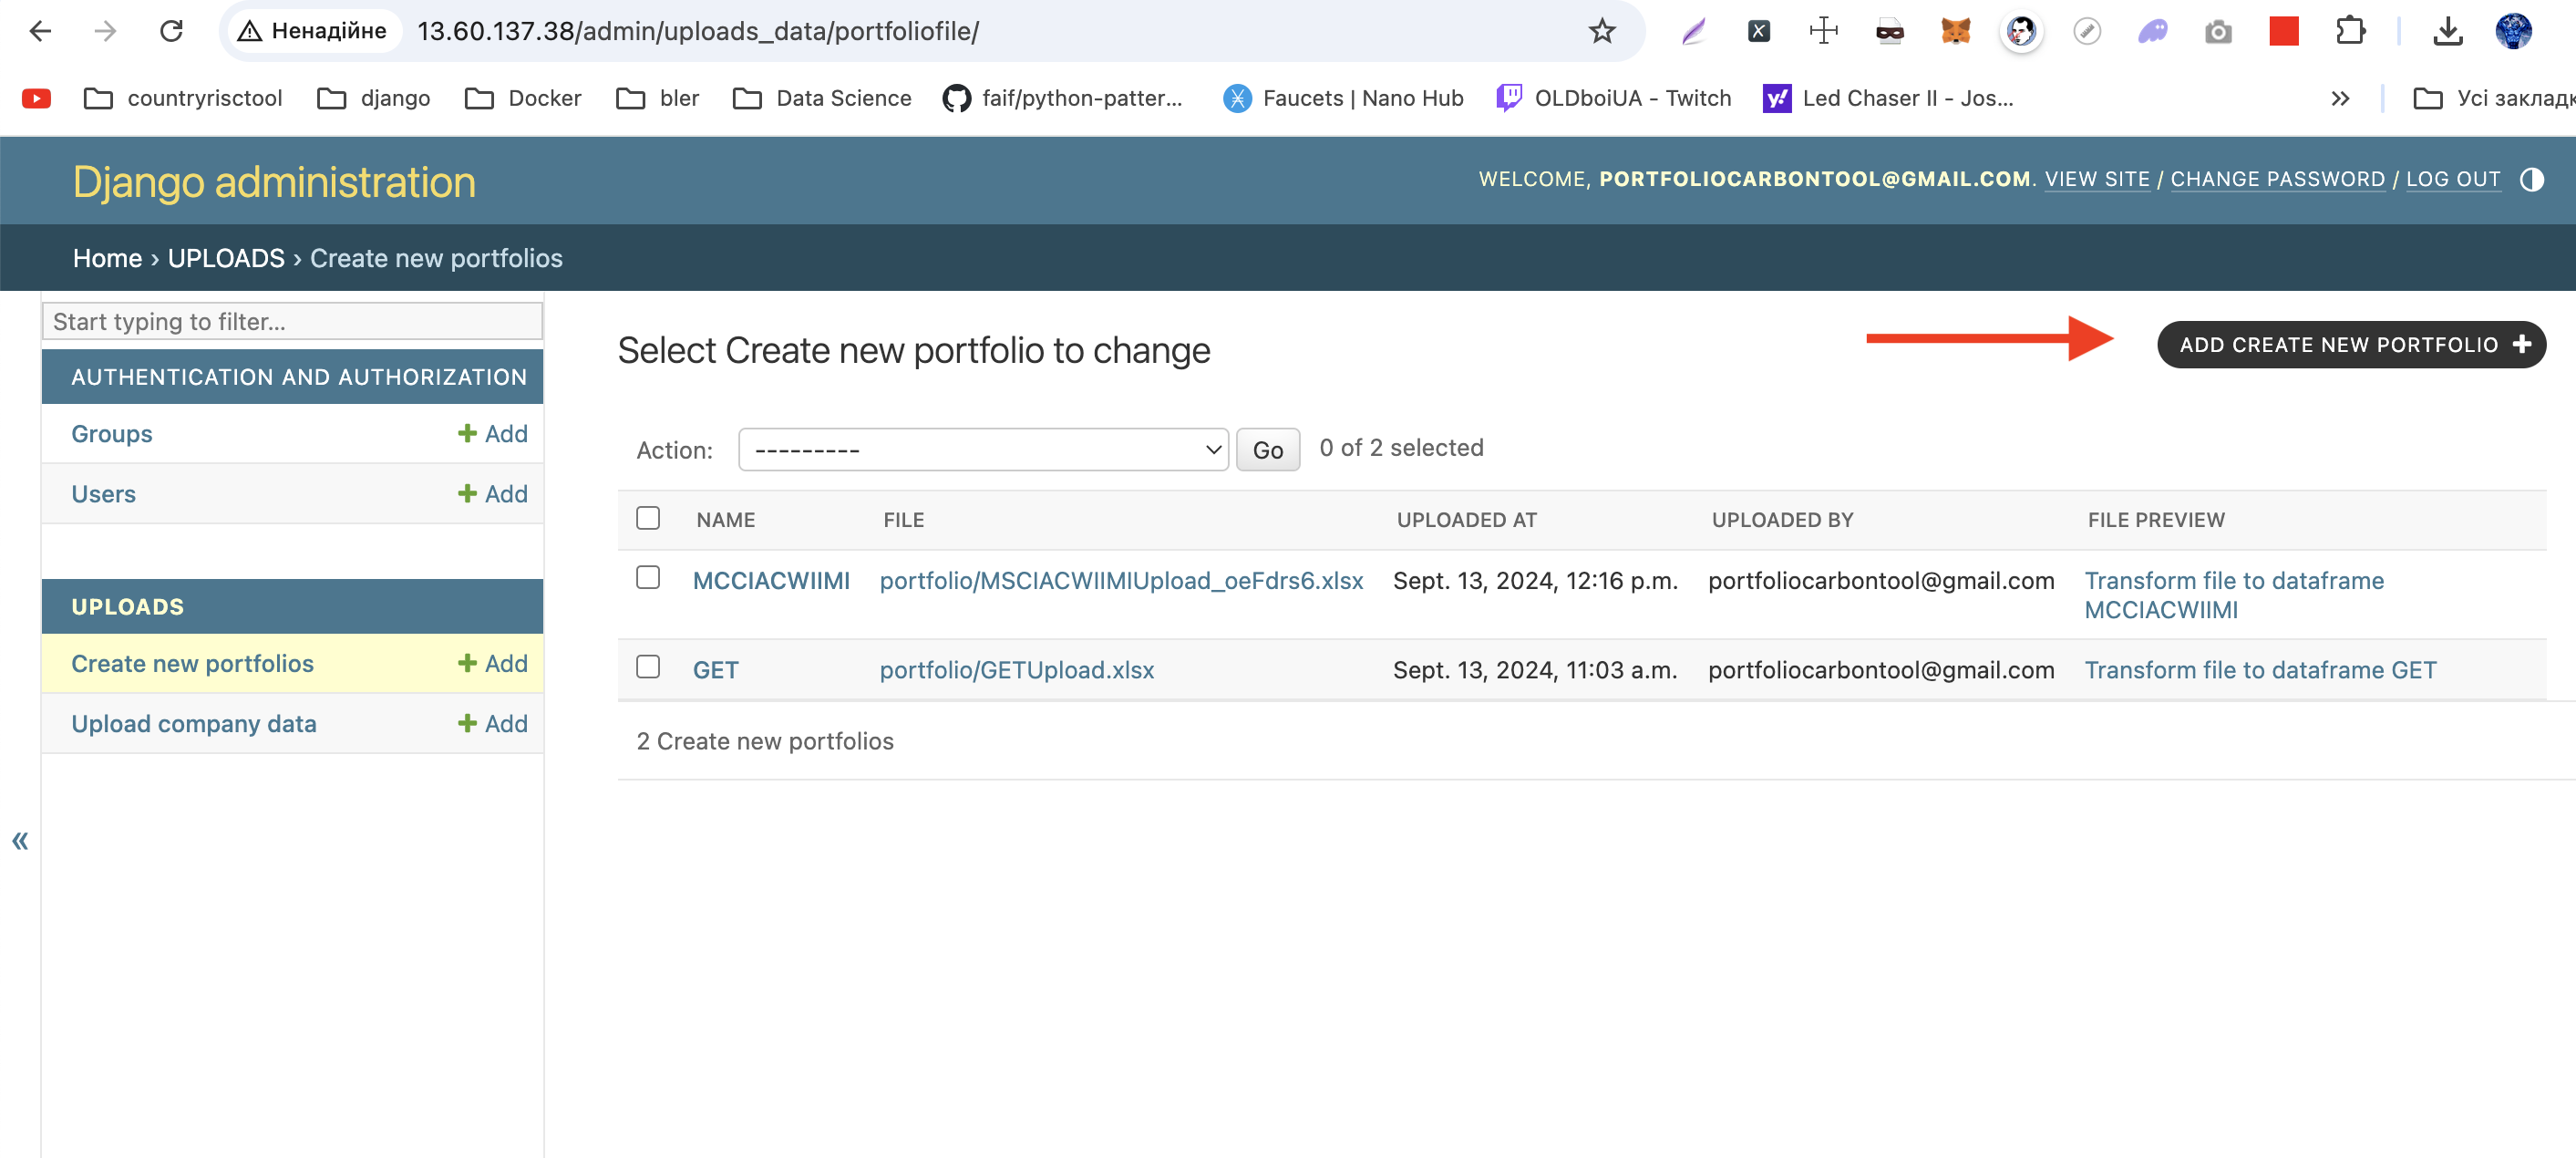 Ненадійне 13.60.137.38/admin/uploads_data/portfoliofile/
countryrisctool django Docker bler Data Science faif/python-patter... Faucets | Nano Hub OLDboiUA - Twitch Led Chaser II - Jos... » Усі заклад
Django administration
WELCOME, PORTFOLIOCARBONTOOL@GMAIL.COM. VIEW SITE / CHANGE PASSWORD / LOG OUT
Home › UPLOADS › Create new portfolios
Start typing to filter...
AUTHENTICATION AND AUTHORIZATION
Groups + Add
Users + Add
UPLOADS
Create new portfolios + Add
Upload company data + Add
«
Select Create new portfolio to change
ADD CREATE NEW PORTFOLIO +
Action: --------- Go 0 of 2 selected
NAME FILE UPLOADED AT UPLOADED BY FILE PREVIEW
MCCIACWIIMI portfolio/MSCIACWIIMIUpload_oeFdrs6.xlsx Sept. 13, 2024, 12:16 p.m. portfoliocarbontool@gmail.com Transform file to dataframe
MCCIACWIIMI
GET portfolio/GETUpload.xlsx Sept. 13, 2024, 11:03 a.m. portfoliocarbontool@gmail.com Transform file to dataframe GET
2 Create new portfolios